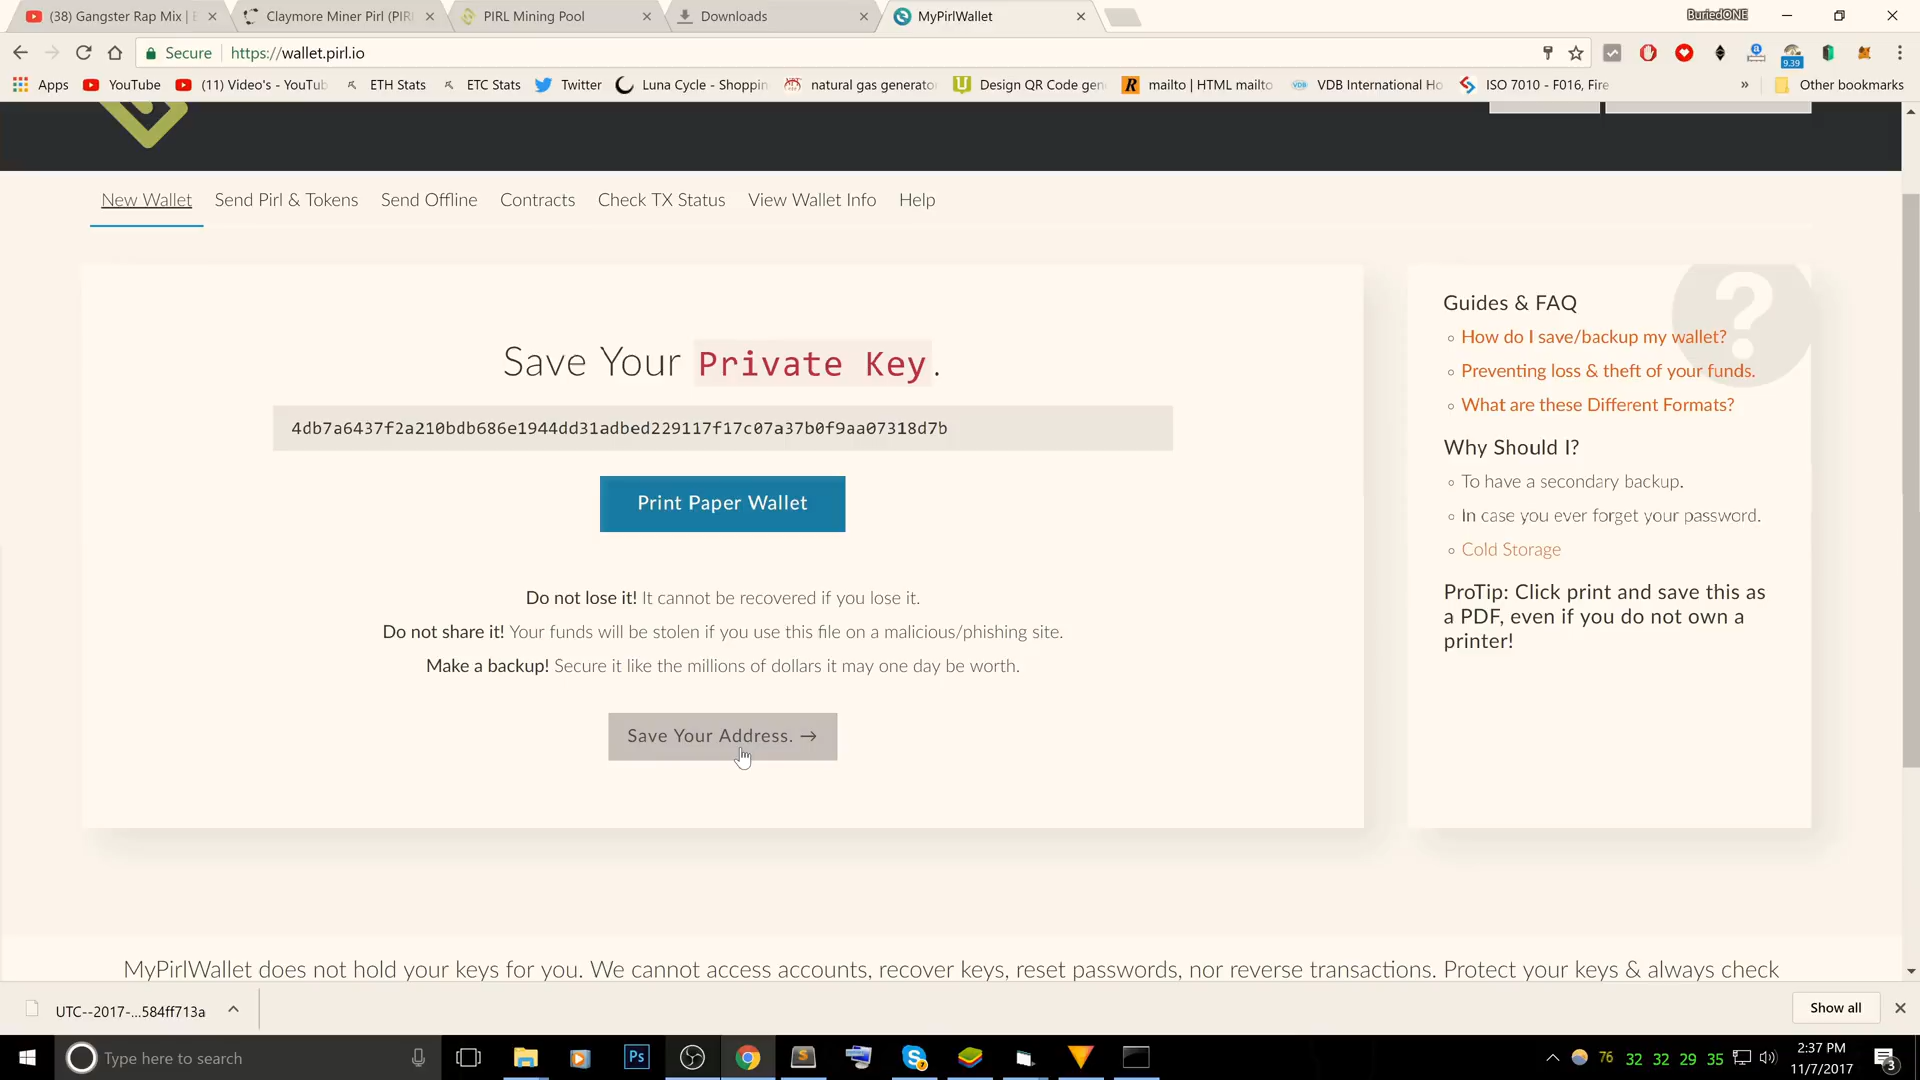 (38) Gangster Rap Mix |
Claymore Miner Pirl (PIRL
PIRL Mining Pool
Downloads
MyPirlWallet
BuriedONE
Secure
https://wallet.pirl.io
9.39
Apps
YouTube
(11) Video's - YouTub
ETH Stats
ETC Stats
Twitter
Luna Cycle - Shoppin
natural gas generato
Design QR Code gen
mailto | HTML mailto
VDB International Ho
ISO 7010 - F016, Fire
»
Other bookmarks
New Wallet
Send Pirl & Tokens
Send Offline
Contracts
Check TX Status
View Wallet Info
Help
Save Your Private Key.
4db7a6437f2a210bdb686e1944dd31adbed229117f17c07a37b0f9aa07318d7b
Print Paper Wallet
Do not lose it! It cannot be recovered if you lose it.
Do not share it! Your funds will be stolen if you use this file on a malicious/phishing site.
Make a backup! Secure it like the millions of dollars it may one day be worth.
Save Your Address. →
Guides & FAQ
How do I save/backup my wallet?
Preventing loss & theft of your funds.
What are these Different Formats?
Why Should I?
To have a secondary backup.
In case you ever forget your password.
Cold Storage
ProTip: Click print and save this as
a PDF, even if you do not own a
printer!
?
MyPirlWallet does not hold your keys for you. We cannot access accounts, recover keys, reset passwords, nor reverse transactions. Protect your keys & always check
UTC--2017-...584ff713a
Show all
Type here to search
Ps
76
32
32
29
35
2:37 PM
11/7/2017
3